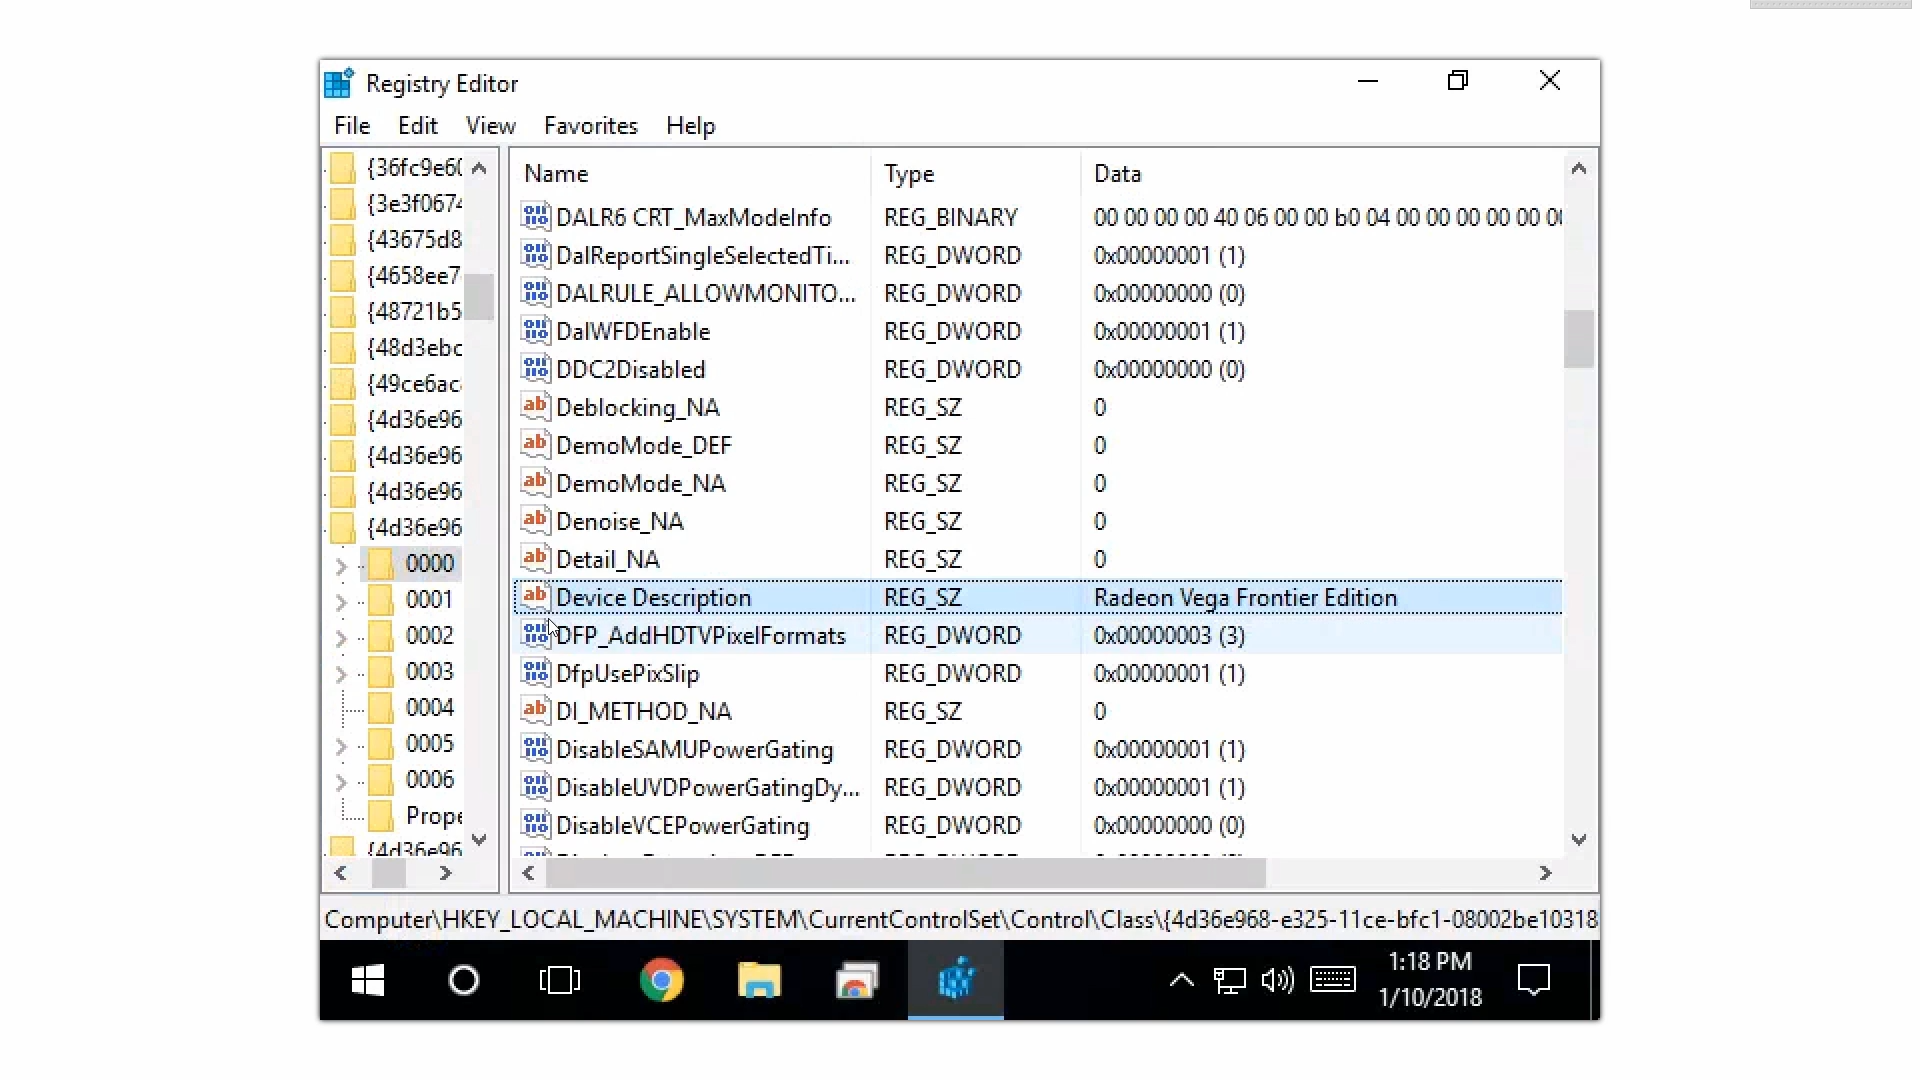 Registry Editor
File Edit View Favorites Help
{36fc9e60
{3e3f0674
{43675d8
{4658ee7
{48721b5
{48d3ebc
{49ce6ac
{4d36e96
{4d36e96
{4d36e96
{4d36e96
0000
0001
0002
0003
0004
0005
0006
Prope
{4d36e96
Name Type Data
DALR6 CRT_MaxModeInfo REG_BINARY 00 00 00 00 40 06 00 00 b0 04 00 00 00 00 00 00
DalReportSingleSelectedTi... REG_DWORD 0x00000001 (1)
DALRULE_ALLOWMONITO... REG_DWORD 0x00000000 (0)
DalWFDEnable REG_DWORD 0x00000001 (1)
DDC2Disabled REG_DWORD 0x00000000 (0)
Deblocking_NA REG_SZ 0
DemoMode_DEF REG_SZ 0
DemoMode_NA REG_SZ 0
Denoise_NA REG_SZ 0
Detail_NA REG_SZ 0
Device Description REG_SZ Radeon Vega Frontier Edition
DFP_AddHDTVPixelFormats REG_DWORD 0x00000003 (3)
DfpUsePixSlip REG_DWORD 0x00000001 (1)
DI_METHOD_NA REG_SZ 0
DisableSAMUPowerGating REG_DWORD 0x00000001 (1)
DisableUVDPowerGatingDy... REG_DWORD 0x00000001 (1)
DisableVCEPowerGating REG_DWORD 0x00000000 (0)
Computer\HKEY_LOCAL_MACHINE\SYSTEM\CurrentControlSet\Control\Class\{4d36e968-e325-11ce-bfc1-08002be10318
1:18 PM
1/10/2018